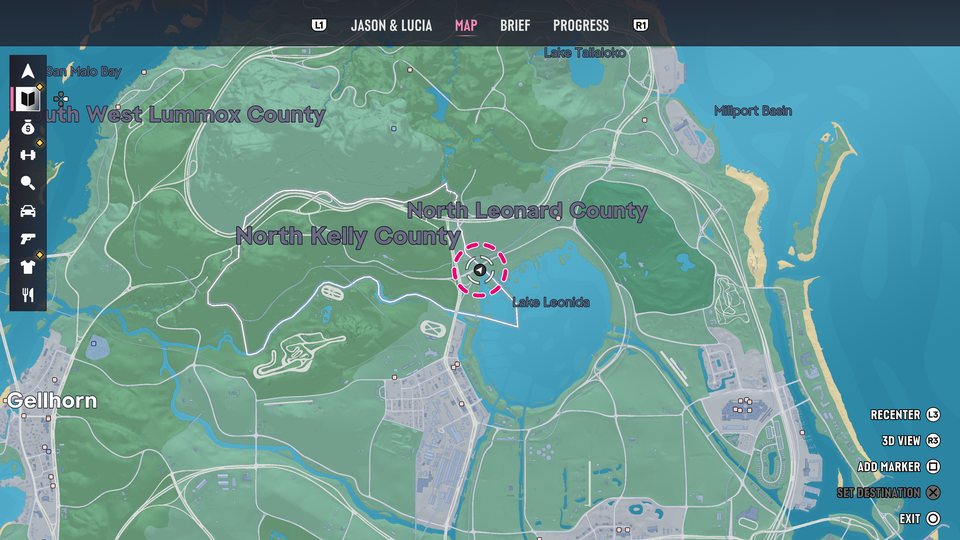 L1 JASON & LUCIA MAP BRIEF PROGRESS R1
Lake Tailaloko
San Malo Bay
Millport Basin
uth West Lummox County
North Leonard County
North Kelly County
Lake Leonida
Gellhorn
RECENTER L3
3D VIEW R3
ADD MARKER
SET DESTINATION
EXIT